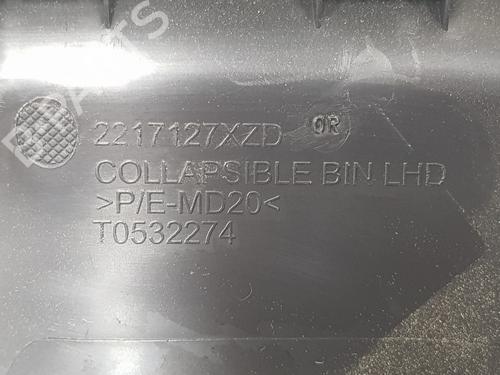 2217127XZD OR
COLLAPSIBLE BIN LHD
>P/E-MD20<
T0532274